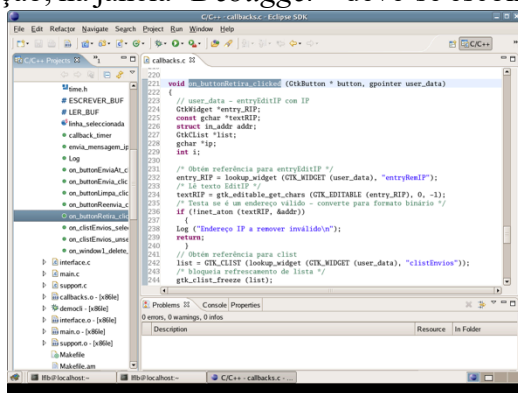 ção, na janela "Debugger" deve-se escol
C/C++ - callbacks.c - Eclipse SDK
File Edit Refactor Navigate Search Project Run Window Help
C/C++
C/C++ Projects
callbacks.c
time.h
# ESCREVER_BUF
# LER_BUF
linha_seleccionada
callback_timer
envia_mensagem_ip
Log
on_buttonEnviaAt_c
on_buttonEnvia_clic
on_buttonLimpa_clic
on_buttonReenvia_c
on_buttonRetira_clic
on_clistEnvios_selec
on_clistEnvios_unse
on_window1_delete_
interface.c
main.c
support.c
callbacks.o - [x86le]
democli - [x86le]
interface.o - [x86le]
main.o - [x86le]
support.o - [x86le]
Makefile
Makefile.am
220
221 void on_buttonRetira_clicked (GtkButton * button, gpointer user_data)
222 {
223 // user_data - entryEditIP com IP
224 GtkWidget *entry_RIP;
225 const gchar *textRIP;
226 struct in_addr addr;
227 GtkCList *list;
228 gchar *ip;
229 int i;
230
231 /* Obtém referência para entryEditIP */
232 entry_RIP = lookup_widget (GTK_WIDGET (user_data), "entryRemIP");
233 /* Lê texto EditIP */
234 textRIP = gtk_editable_get_chars (GTK_EDITABLE (entry_RIP), 0, -1);
235 /* Testa se é um endereço válido - converte para formato binário */
236 if (!inet_aton (textRIP, &addr))
237 {
238 Log ("Endereço IP a remover inválido\n");
239 return;
240 }
241 // Obtém referência para clist
242 list = GTK_CLIST (lookup_widget (GTK_WIDGET (user_data), "clistEnvios"));
243 /* bloqueia refrescamento de lista */
244 gtk_clist_freeze (list);
Problems Console Properties
0 errors, 0 warnings, 0 infos
Description Resource In Folder
lfb@localhost:~ lfb@localhost:~ C/C++ - callbacks.c - ...